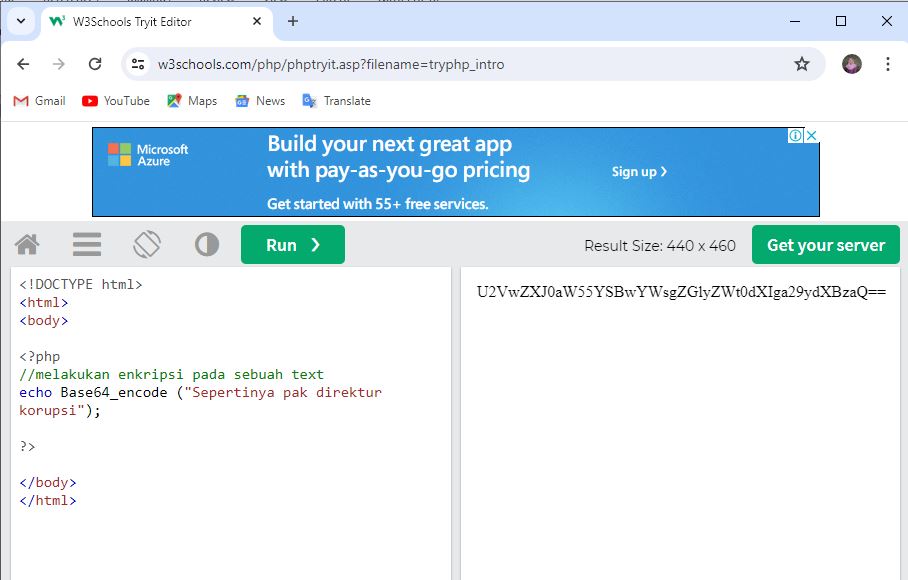 W3Schools Tryit Editor
w3schools.com/php/phptryit.asp?filename=tryphp_intro
Gmail
YouTube
Maps
News
Translate
Microsoft
Azure
Build your next great app
with pay-as-you-go pricing
Get started with 55+ free services.
Sign up
Run
Result Size: 440 x 460
Get your server
<!DOCTYPE html>
<html>
<body>
<?php
//melakukan enkripsi pada sebuah text
echo Base64_encode ("Sepertinya pak direktur
korupsi");
?>
</body>
</html>
U2VwZXJ0aW55YSBwYWsgZGlyZWt0dXIga29ydXBzaQ==